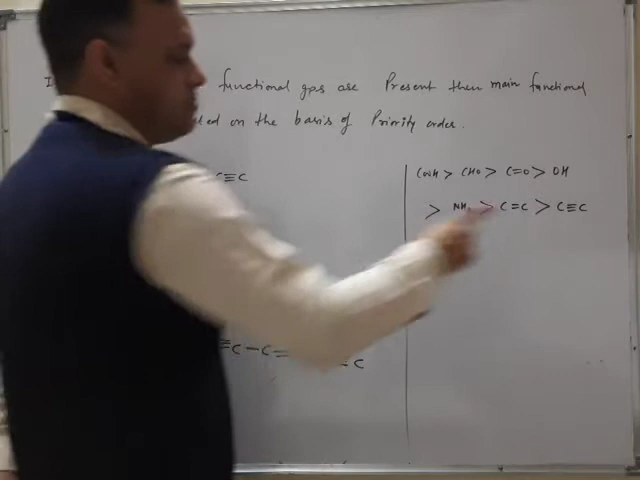 functional gps are Present then main functional
ted on the basis of Priority order.
C≡C
COOH > CHO > C=O > OH
> NH₂ > C=C > C≡C
≡C-C=
=C